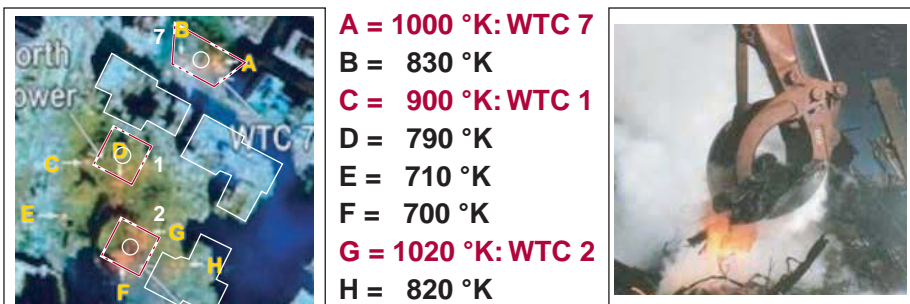 orth
ower
7
B
A
WTC 7
D
C
1
E
2
G
H
F
A = 1000 °K: WTC 7
B = 830 °K
C = 900 °K: WTC 1
D = 790 °K
E = 710 °K
F = 700 °K
G = 1020 °K: WTC 2
H = 820 °K